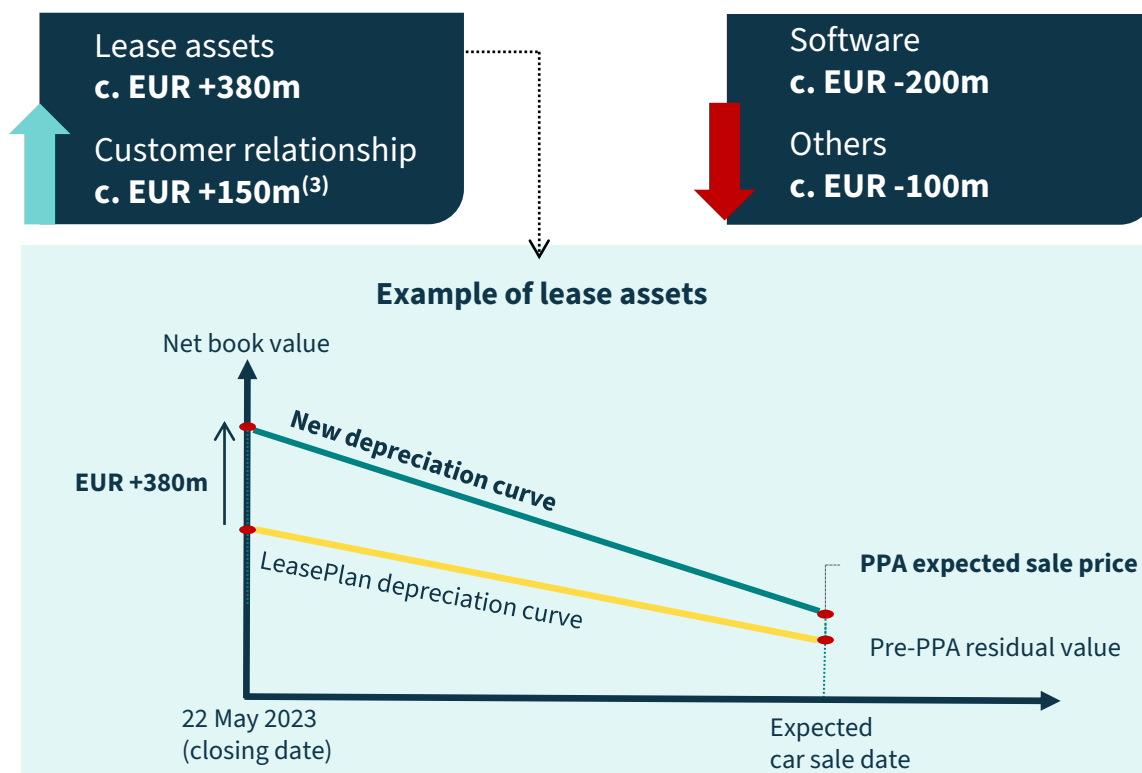 Lease assets
c. EUR +380m
Customer relationship
c. EUR +150m(3)
Software
c. EUR -200m
Others
c. EUR -100m
Example of lease assets
Net book value
New depreciation curve
EUR +380m
LeasePlan depreciation curve
PPA expected sale price
Pre-PPA residual value
22 May 2023
(closing date)
Expected
car sale date